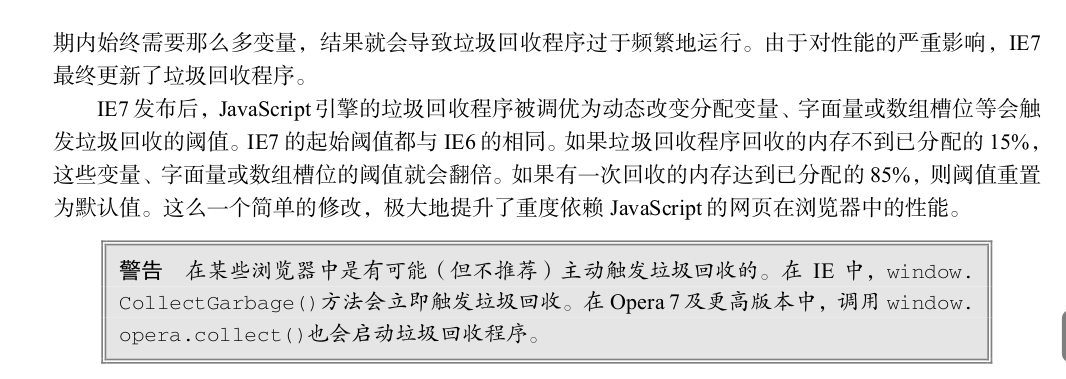 期内始终需要那么多变量，结果就会导致垃圾回收程序过于频繁地运行。由于对性能的严重影响，IE7
最终更新了垃圾回收程序。
IE7 发布后，JavaScript 引擎的垃圾回收程序被调优为动态改变分配变量、字面量或数组槽位等会触
发垃圾回收的阈值。IE7 的起始阈值都与 IE6 的相同。如果垃圾回收程序回收的内存不到已分配的 15%，
这些变量、字面量或数组槽位的阈值就会翻倍。如果有一次回收的内存达到已分配的 85%，则阈值重置
为默认值。这么一个简单的修改，极大地提升了重度依赖 JavaScript 的网页在浏览器中的性能。
警告 在某些浏览器中是有可能（但不推荐）主动触发垃圾回收的。在 IE 中，window.
CollectGarbage()方法会立即触发垃圾回收。在 Opera 7 及更高版本中，调用 window.
opera.collect()也会启动垃圾回收程序。